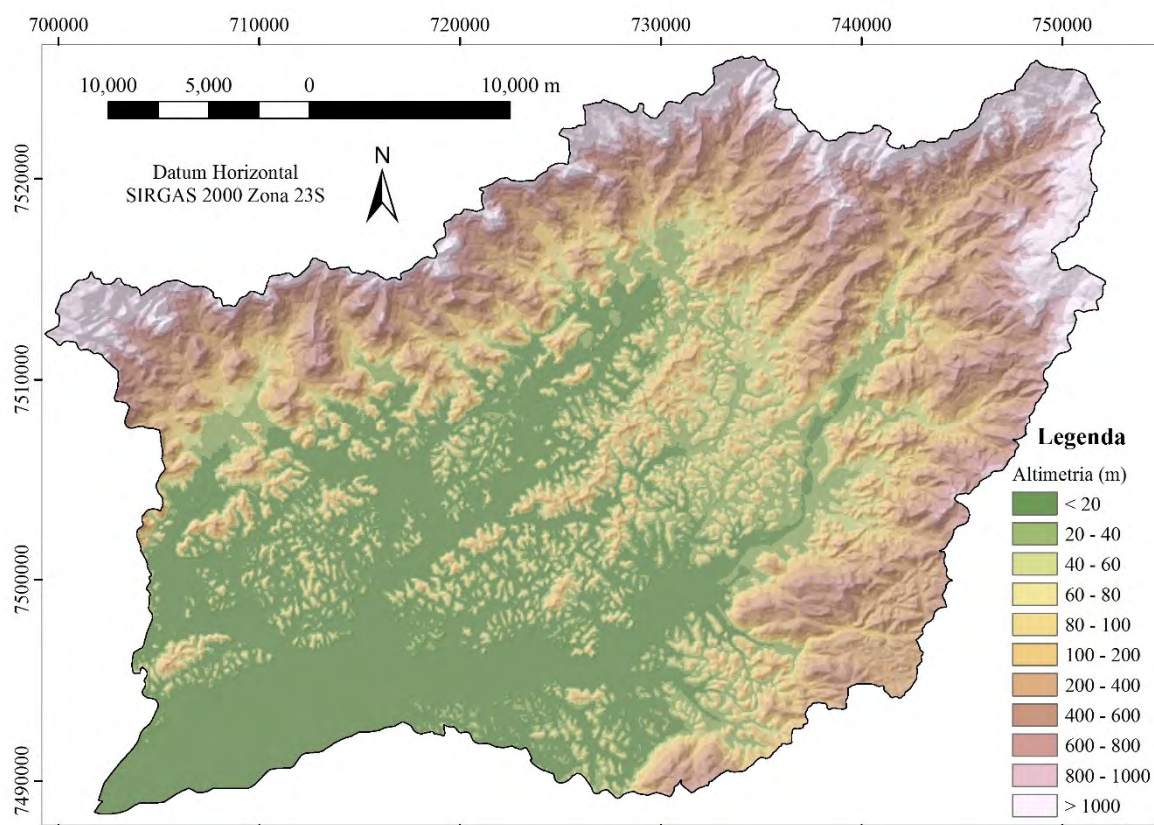 700000 710000 720000 730000 740000 750000
10,000 5,000 0 10,000 m
N
Datum Horizontal
SIRGAS 2000 Zona 23S
7520000
7510000
7500000
7490000
Legenda
Altimetria (m)
< 20
20 - 40
40 - 60
60 - 80
80 - 100
100 - 200
200 - 400
400 - 600
600 - 800
800 - 1000
> 1000